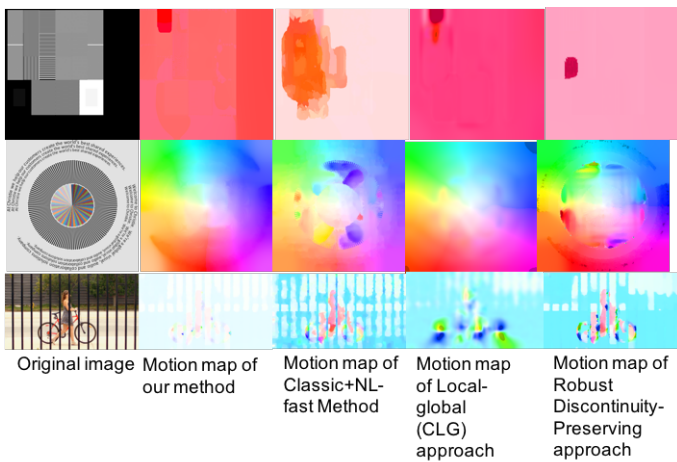 Original image
Motion map of
our method
Motion map of
Classic+NL-
fast Method
Motion map
of Local-
global
(CLG)
approach
Motion map of
Robust
Discontinuity-
Preserving
approach